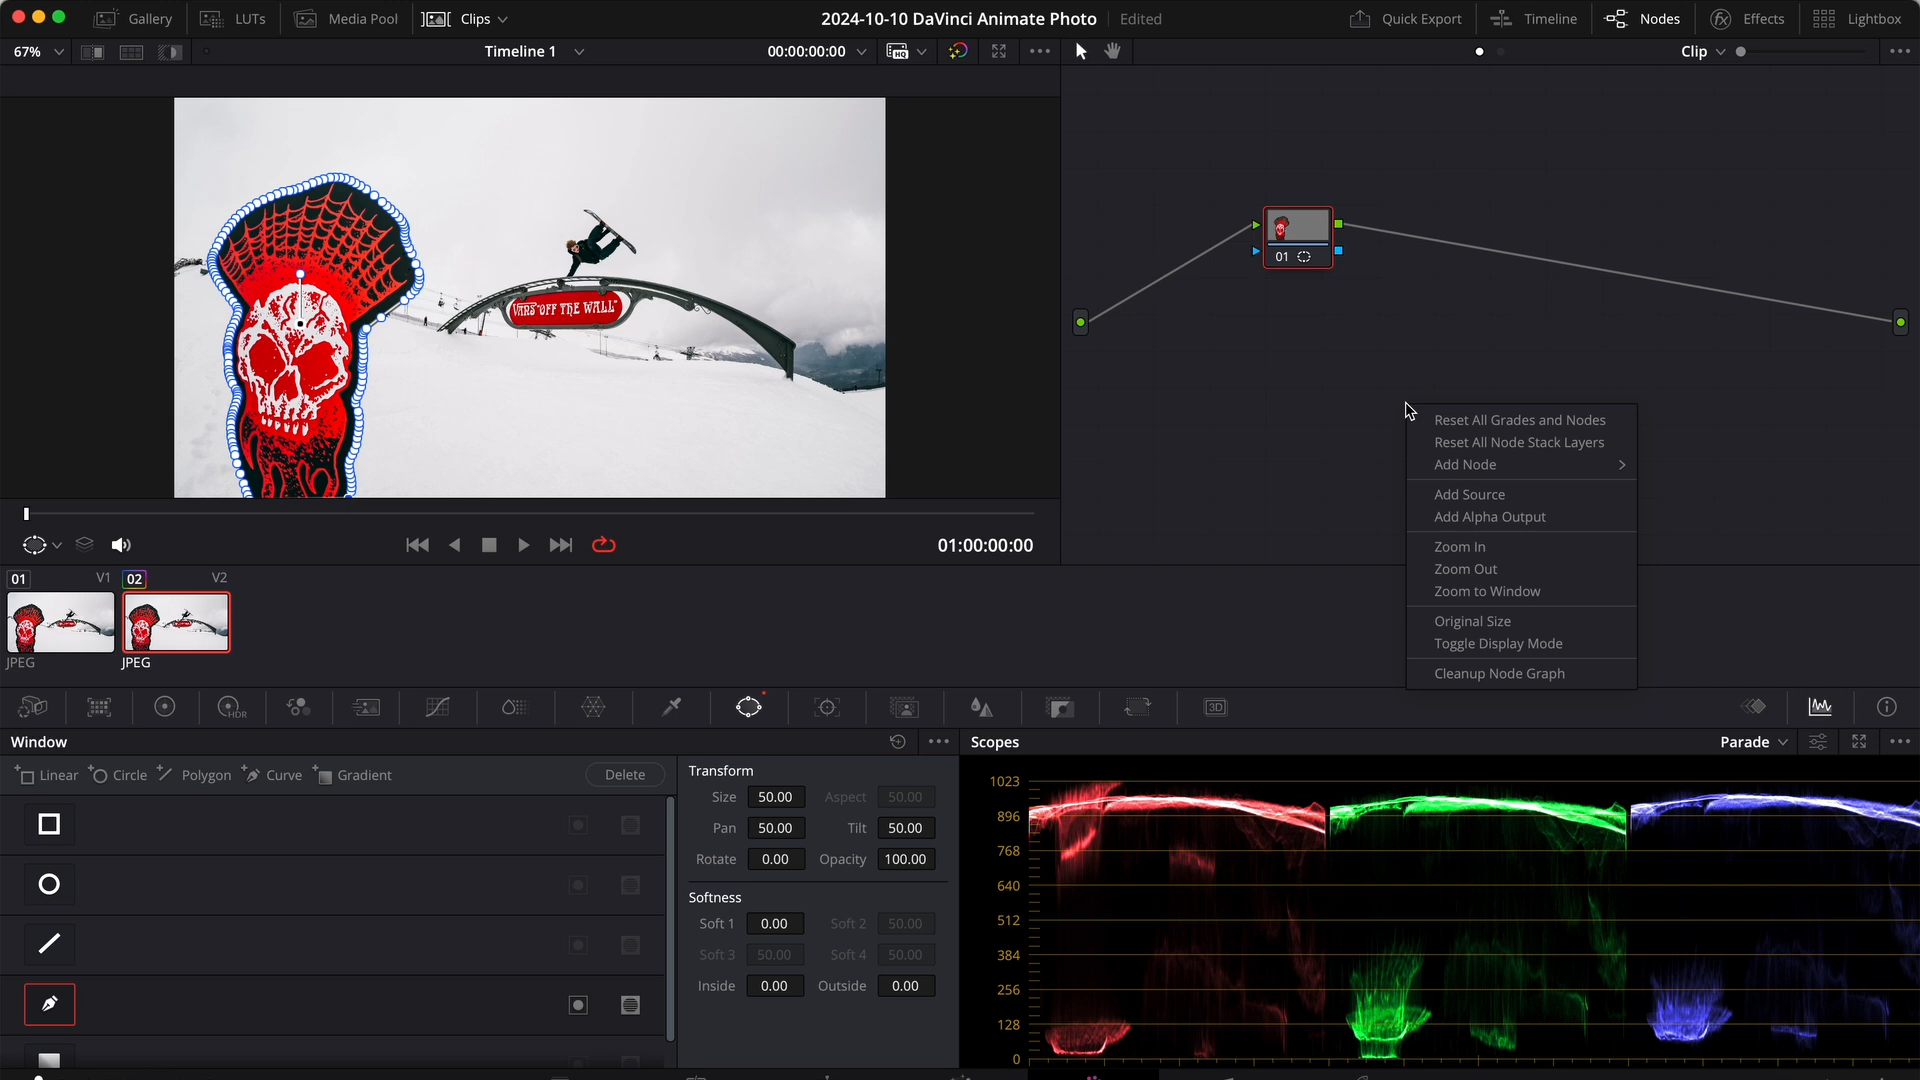 Gallery LUTs Media Pool Clips 2024-10-10 DaVinci Animate Photo Edited Quick Export Timeline Nodes Effects Lightbox
67% Timeline 1 00:00:00:00 HQ Clip
VANS "OFF THE WALL"
01
Reset All Grades and Nodes
Reset All Node Stack Layers
Add Node
Add Source
Add Alpha Output
Zoom In
Zoom Out
Zoom to Window
Original Size
Toggle Display Mode
Cleanup Node Graph
01:00:00:00
01 V1 02 V2
JPEG JPEG
HDR 3D
Window Scopes Parade
Linear Circle Polygon Curve Gradient Delete
Transform
Size 50.00 Aspect 50.00
Pan 50.00 Tilt 50.00
Rotate 0.00 Opacity 100.00
Softness
Soft 1 0.00 Soft 2 50.00
Soft 3 50.00 Soft 4 50.00
Inside 0.00 Outside 0.00
1023
896
768
640
512
384
256
128
0